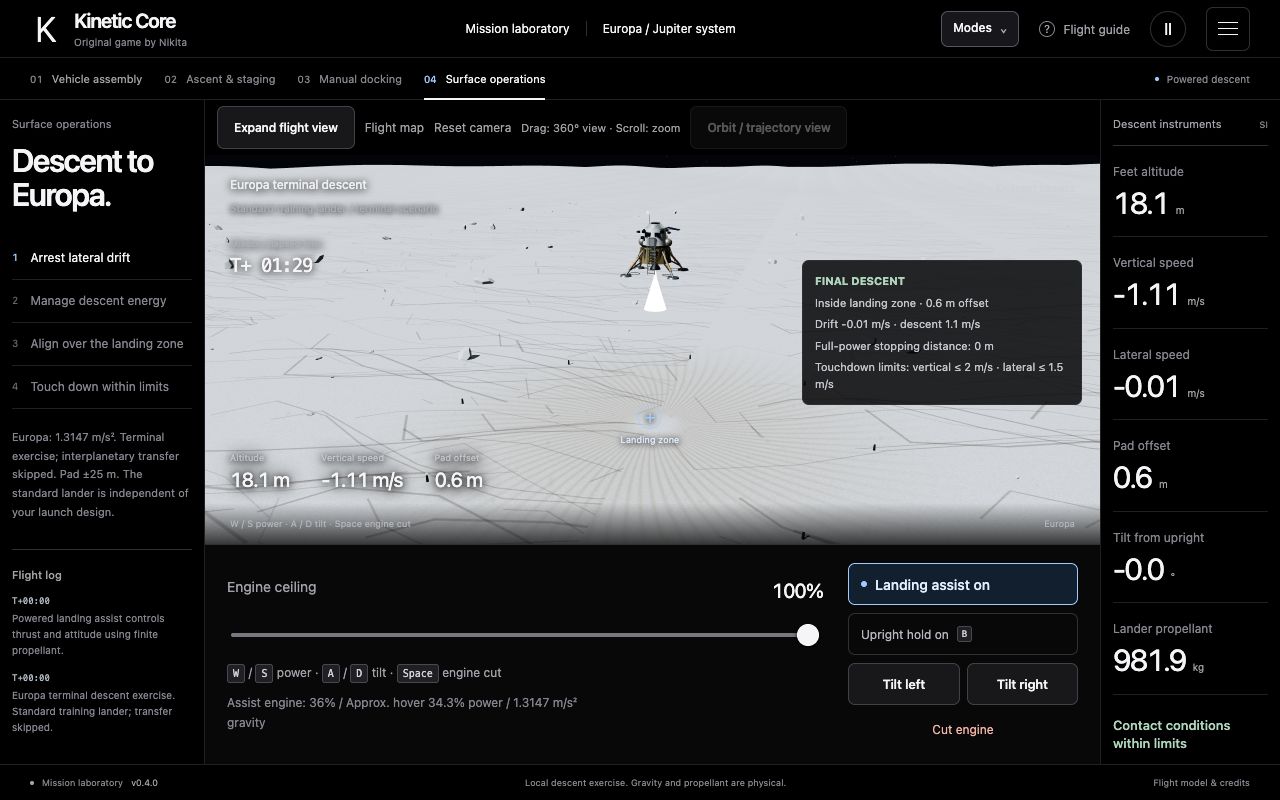 K
Kinetic Core
Original game by Nikita
Mission laboratory
Europa / Jupiter system
Modes
? Flight guide
01 Vehicle assembly
02 Ascent & staging
03 Manual docking
04 Surface operations
Powered descent
Surface operations
Descent to
Europa.
1 Arrest lateral drift
2 Manage descent energy
3 Align over the landing zone
4 Touch down within limits
Europa: 1.3147 m/s². Terminal
exercise; interplanetary transfer
skipped. Pad ±25 m. The
standard lander is independent of
your launch design.
Flight log
T+00:00
Powered landing assist controls
thrust and attitude using finite
propellant.
T+00:00
Europa terminal descent exercise.
Standard training lander; transfer
skipped.
Expand flight view
Flight map
Reset camera
Drag: 360° view · Scroll: zoom
Orbit / trajectory view
Europa terminal descent
Standard training lander / terminal scenario
T+ 01:29
FINAL DESCENT
Inside landing zone · 0.6 m offset
Drift -0.01 m/s · descent 1.1 m/s
Full-power stopping distance: 0 m
Touchdown limits: vertical ≤ 2 m/s · lateral ≤ 1.5
m/s
Landing zone
Altitude
18.1 m
Vertical speed
-1.11 m/s
Pad offset
0.6 m
W / S power · A / D tilt · Space engine cut
Europa
Engine ceiling
100%
W / S power · A / D tilt · Space engine cut
Assist engine: 36% / Approx. hover 34.3% power / 1.3147 m/s²
gravity
Landing assist on
Upright hold on B
Tilt left
Tilt right
Cut engine
Descent instruments
SI
Feet altitude
18.1 m
Vertical speed
-1.11 m/s
Lateral speed
-0.01 m/s
Pad offset
0.6 m
Tilt from upright
-0.0 °
Lander propellant
981.9 kg
Contact conditions
within limits
Mission laboratory v0.4.0
Local descent exercise. Gravity and propellant are physical.
Flight model & credits